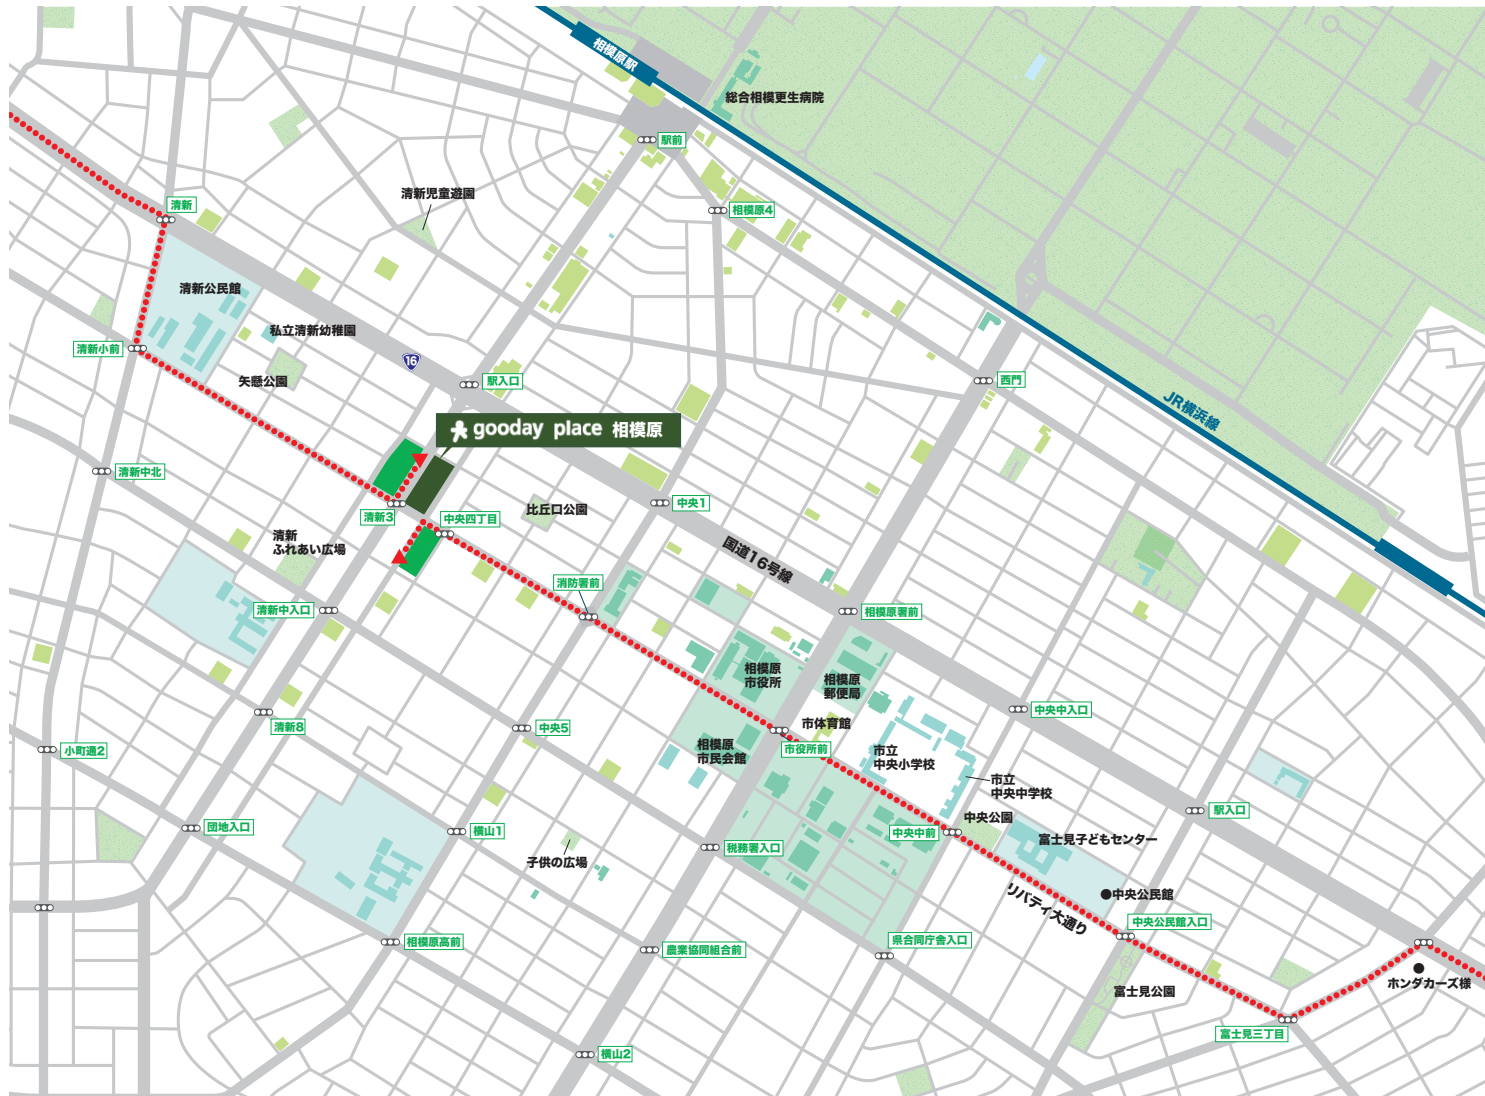 相模原駅
総合相模更生病院
駅前
清新児童遊園
清新
相模原4
清新公民館
私立清新幼稚園
清新小前
16
駅入口
矢懸公園
西門
JR横浜線
gooday place 相模原
清新中北
中央1
比丘口公園
清新3
中央四丁目
清新
ふれあい広場
国道16号線
消防署前
清新中入口
相模原署前
相模原
市役所
相模原
郵便局
中央中入口
清新8
中央5
市体育館
小町通2
相模原
市民会館
市役所前
市立
中央小学校
市立
中央中学校
駅入口
団地入口
横山1
中央中前
中央公園
富士見子どもセンター
税務署入口
子供の広場
中央公民館
リバティ大通り
中央公民館入口
相模原高前
農業協同組合前
県合同庁舎入口
ホンダカーズ様
富士見公園
富士見三丁目
横山2